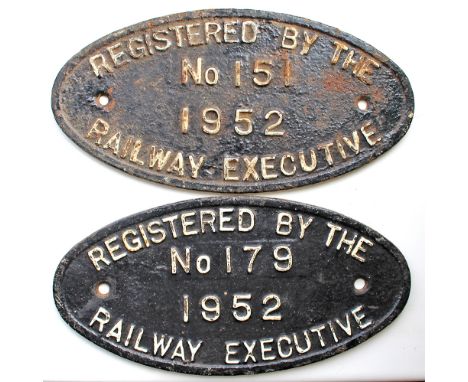 REGISTERED BY THE
No 151
1952
RAILWAY EXECUTIVE
REGISTERED BY THE
No 179
1952
RAILWAY EXECUTIVE